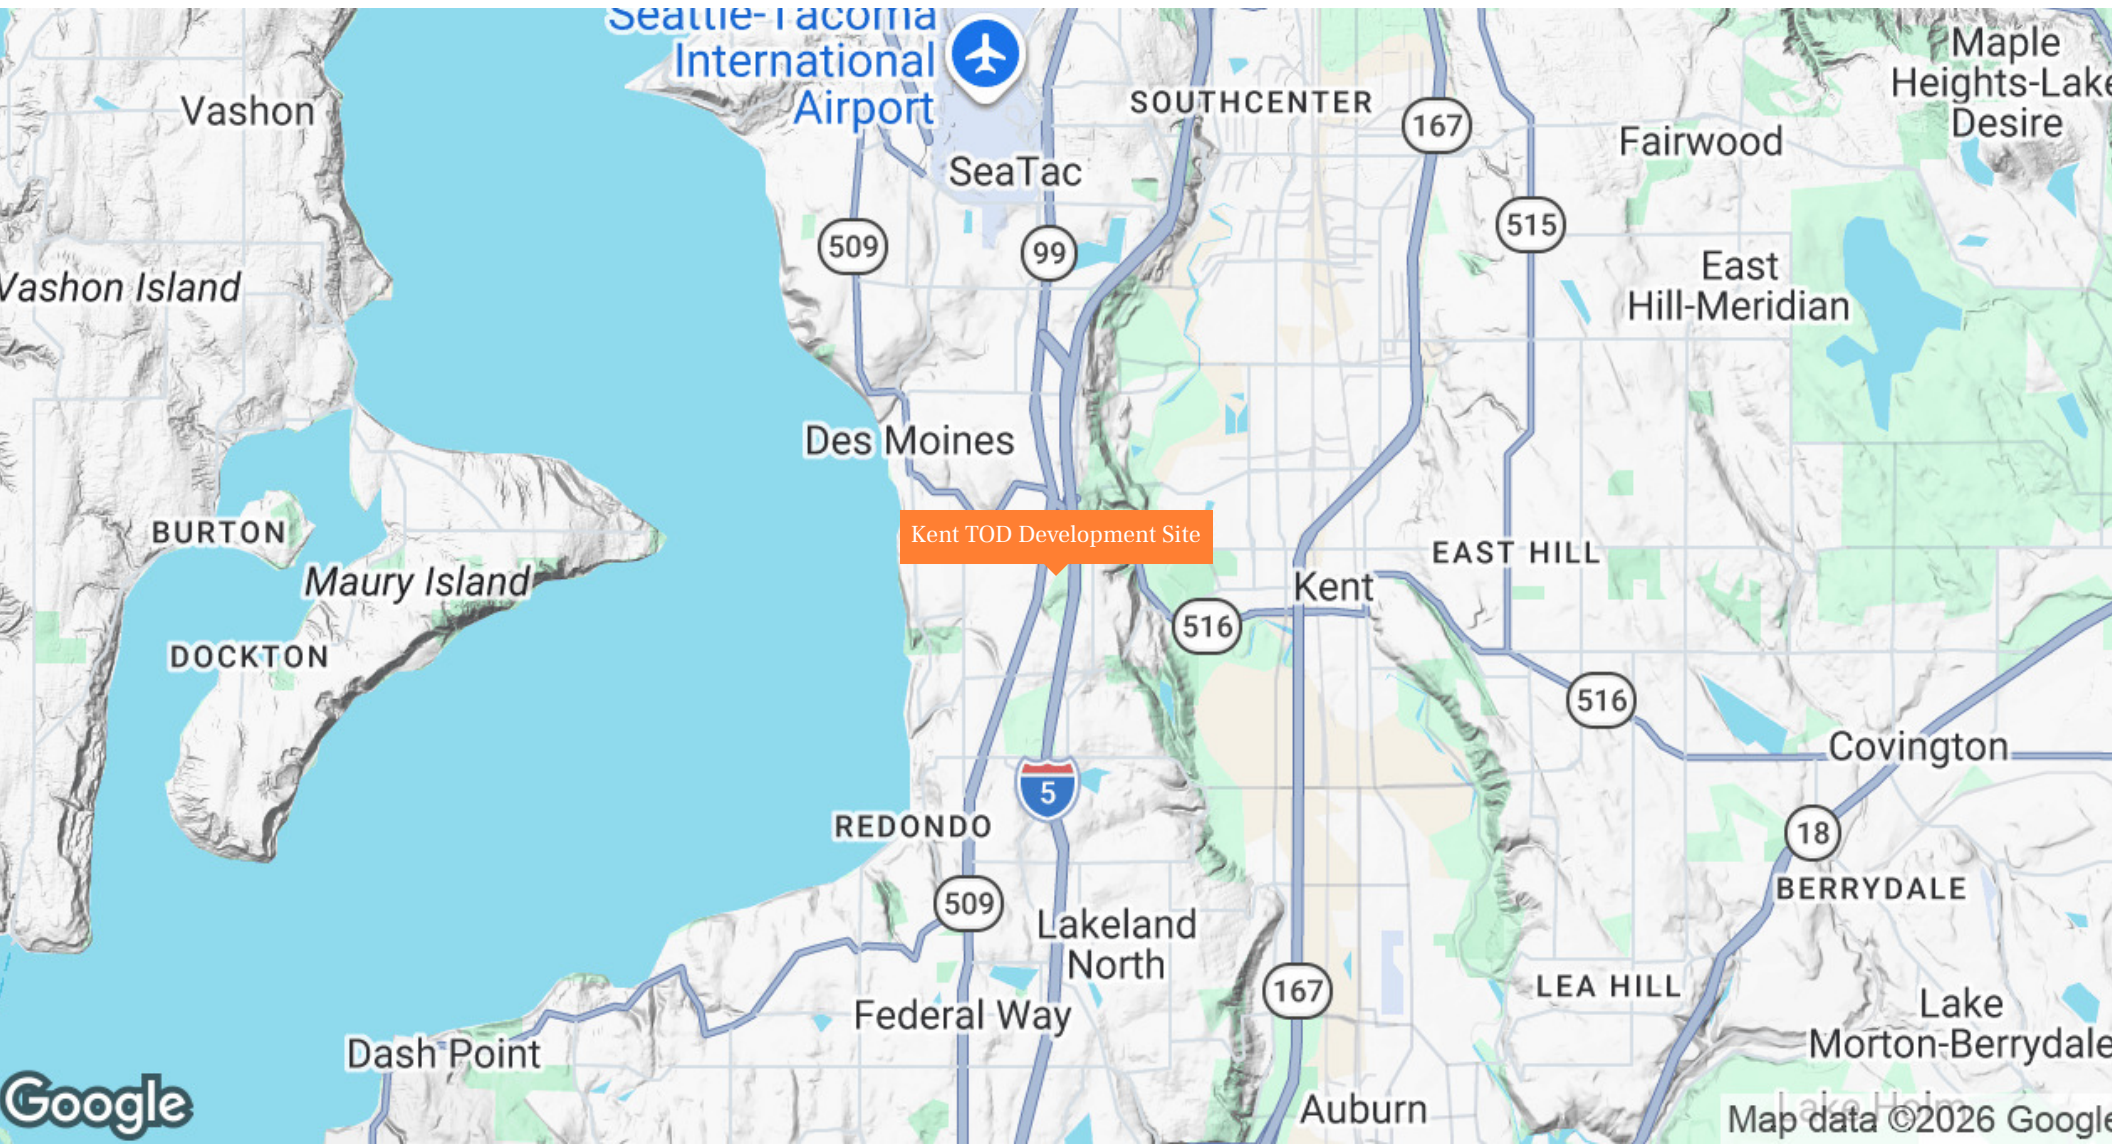 Seattle-Tacoma
International
Airport
Maple
Heights-Lake
Desire
Vashon
SOUTHCENTER
167
Fairwood
SeaTac
509
99
515
East
Hill-Meridian
Vashon Island
Des Moines
BURTON
Kent TOD Development Site
EAST HILL
Maury Island
Kent
516
DOCKTON
516
Covington
5
REDONDO
18
BERRYDALE
509
Lakeland
North
167
LEA HILL
Federal Way
Lake
Morton-Berrydale
Dash Point
Google
Auburn
Lake Holm
Map data ©2026 Google